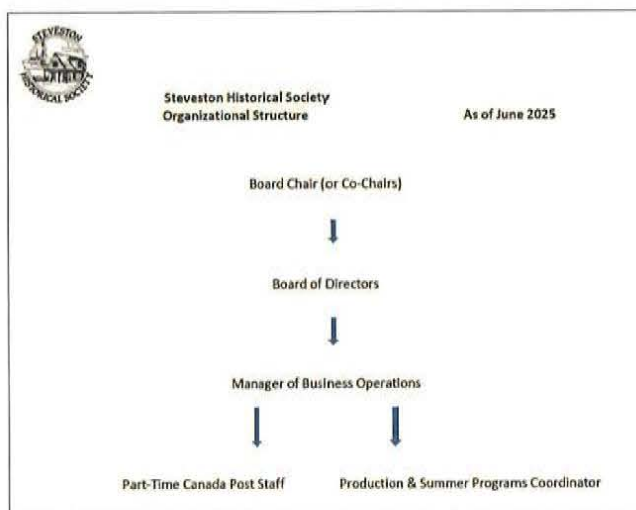 STEVESTON
HISTORICAL SOCIETY
Steveston Historical Society
Organizational Structure
As of June 2025
Board Chair (or Co-Chairs)
Board of Directors
Manager of Business Operations
Part-Time Canada Post Staff
Production & Summer Programs Coordinator